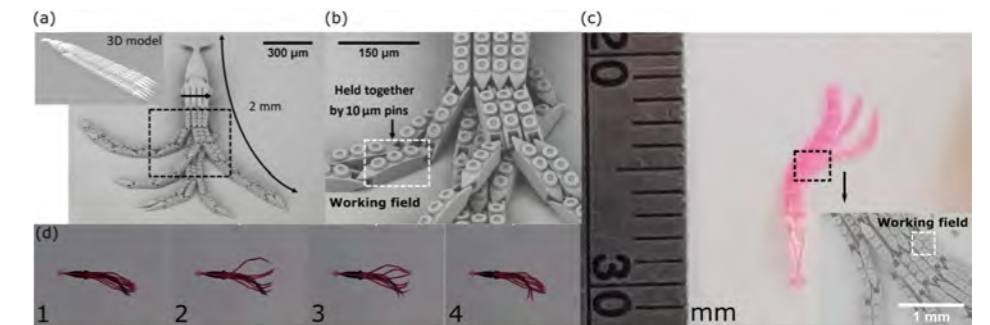 (a)
3D model
300 µm
2 mm
(b)
150 µm
Held together
by 10 µm pins
Working field
(c)
20
30
mm
Working field
1 mm
(d)
1
2
3
4